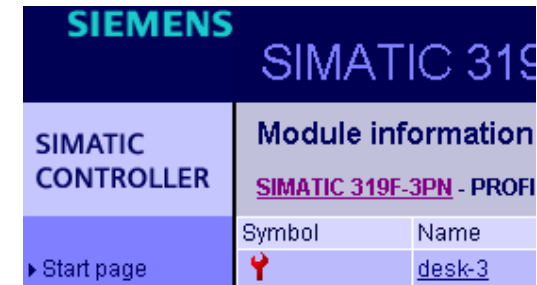 SIEMENS
SIMATIC 319
SIMATIC
CONTROLLER
Module information
SIMATIC 319F-3PN - PROFI
Symbol Name
Start page
desk-3